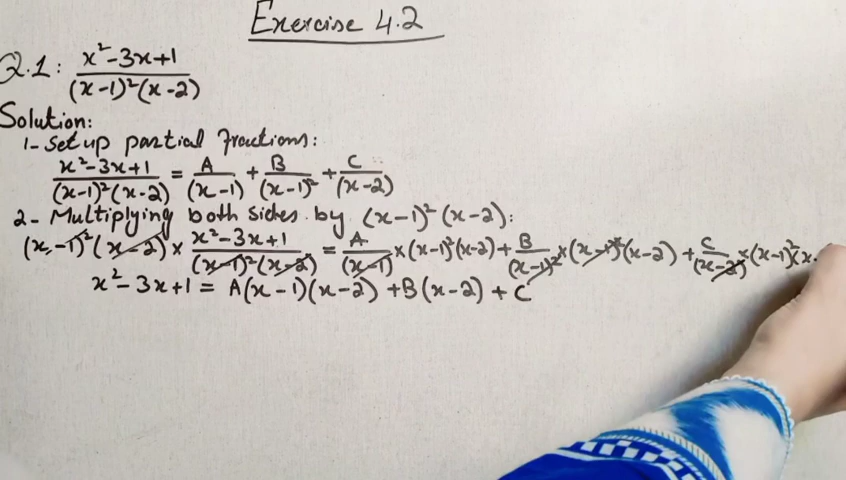 Exercise 4.2
Q.1: (x²-3x+1)/((x-1)²(x-2))
Solution:
1- Set up partial fractions:
(x²-3x+1)/((x-1)²(x-2)) = A/(x-1) + B/(x-1)² + C/(x-2)
2- Multiplying both sides by (x-1)²(x-2):
(x-1)²(x-2) × (x²-3x+1)/((x-1)²(x-2)) = A/(x-1) × (x-1)²(x-2) + B/(x-1)² × (x-1)²(x-2) + C/(x-2) × (x-1)²(x-
x²-3x+1 = A(x-1)(x-2) + B(x-2) + C